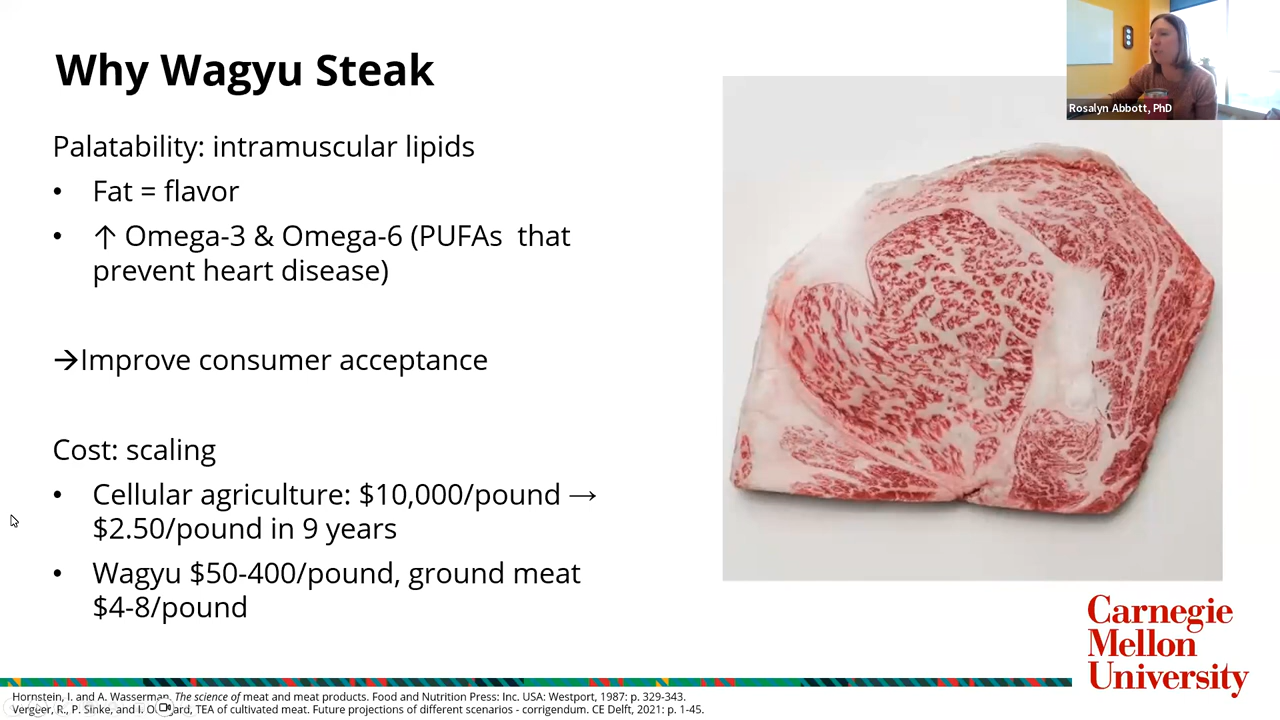 Why Wagyu Steak
Rosalyn Abbott, PhD
Palatability: intramuscular lipids
• Fat = flavor
• ↑ Omega-3 & Omega-6 (PUFAs that
prevent heart disease)
→Improve consumer acceptance
Cost: scaling
• Cellular agriculture: $10,000/pound →
$2.50/pound in 9 years
• Wagyu $50-400/pound, ground meat
$4-8/pound
Carnegie
Mellon
University
Hornstein, I. and A. Wasserman, The science of meat and meat products. Food and Nutrition Press: Inc. USA: Westport, 1987: p. 329-343.
Vergeer, R., P. Sinke, and I. TEA of cultivated meat. Future projections of different scenarios - corrigendum. CE Delft, 2021: p. 1-45.